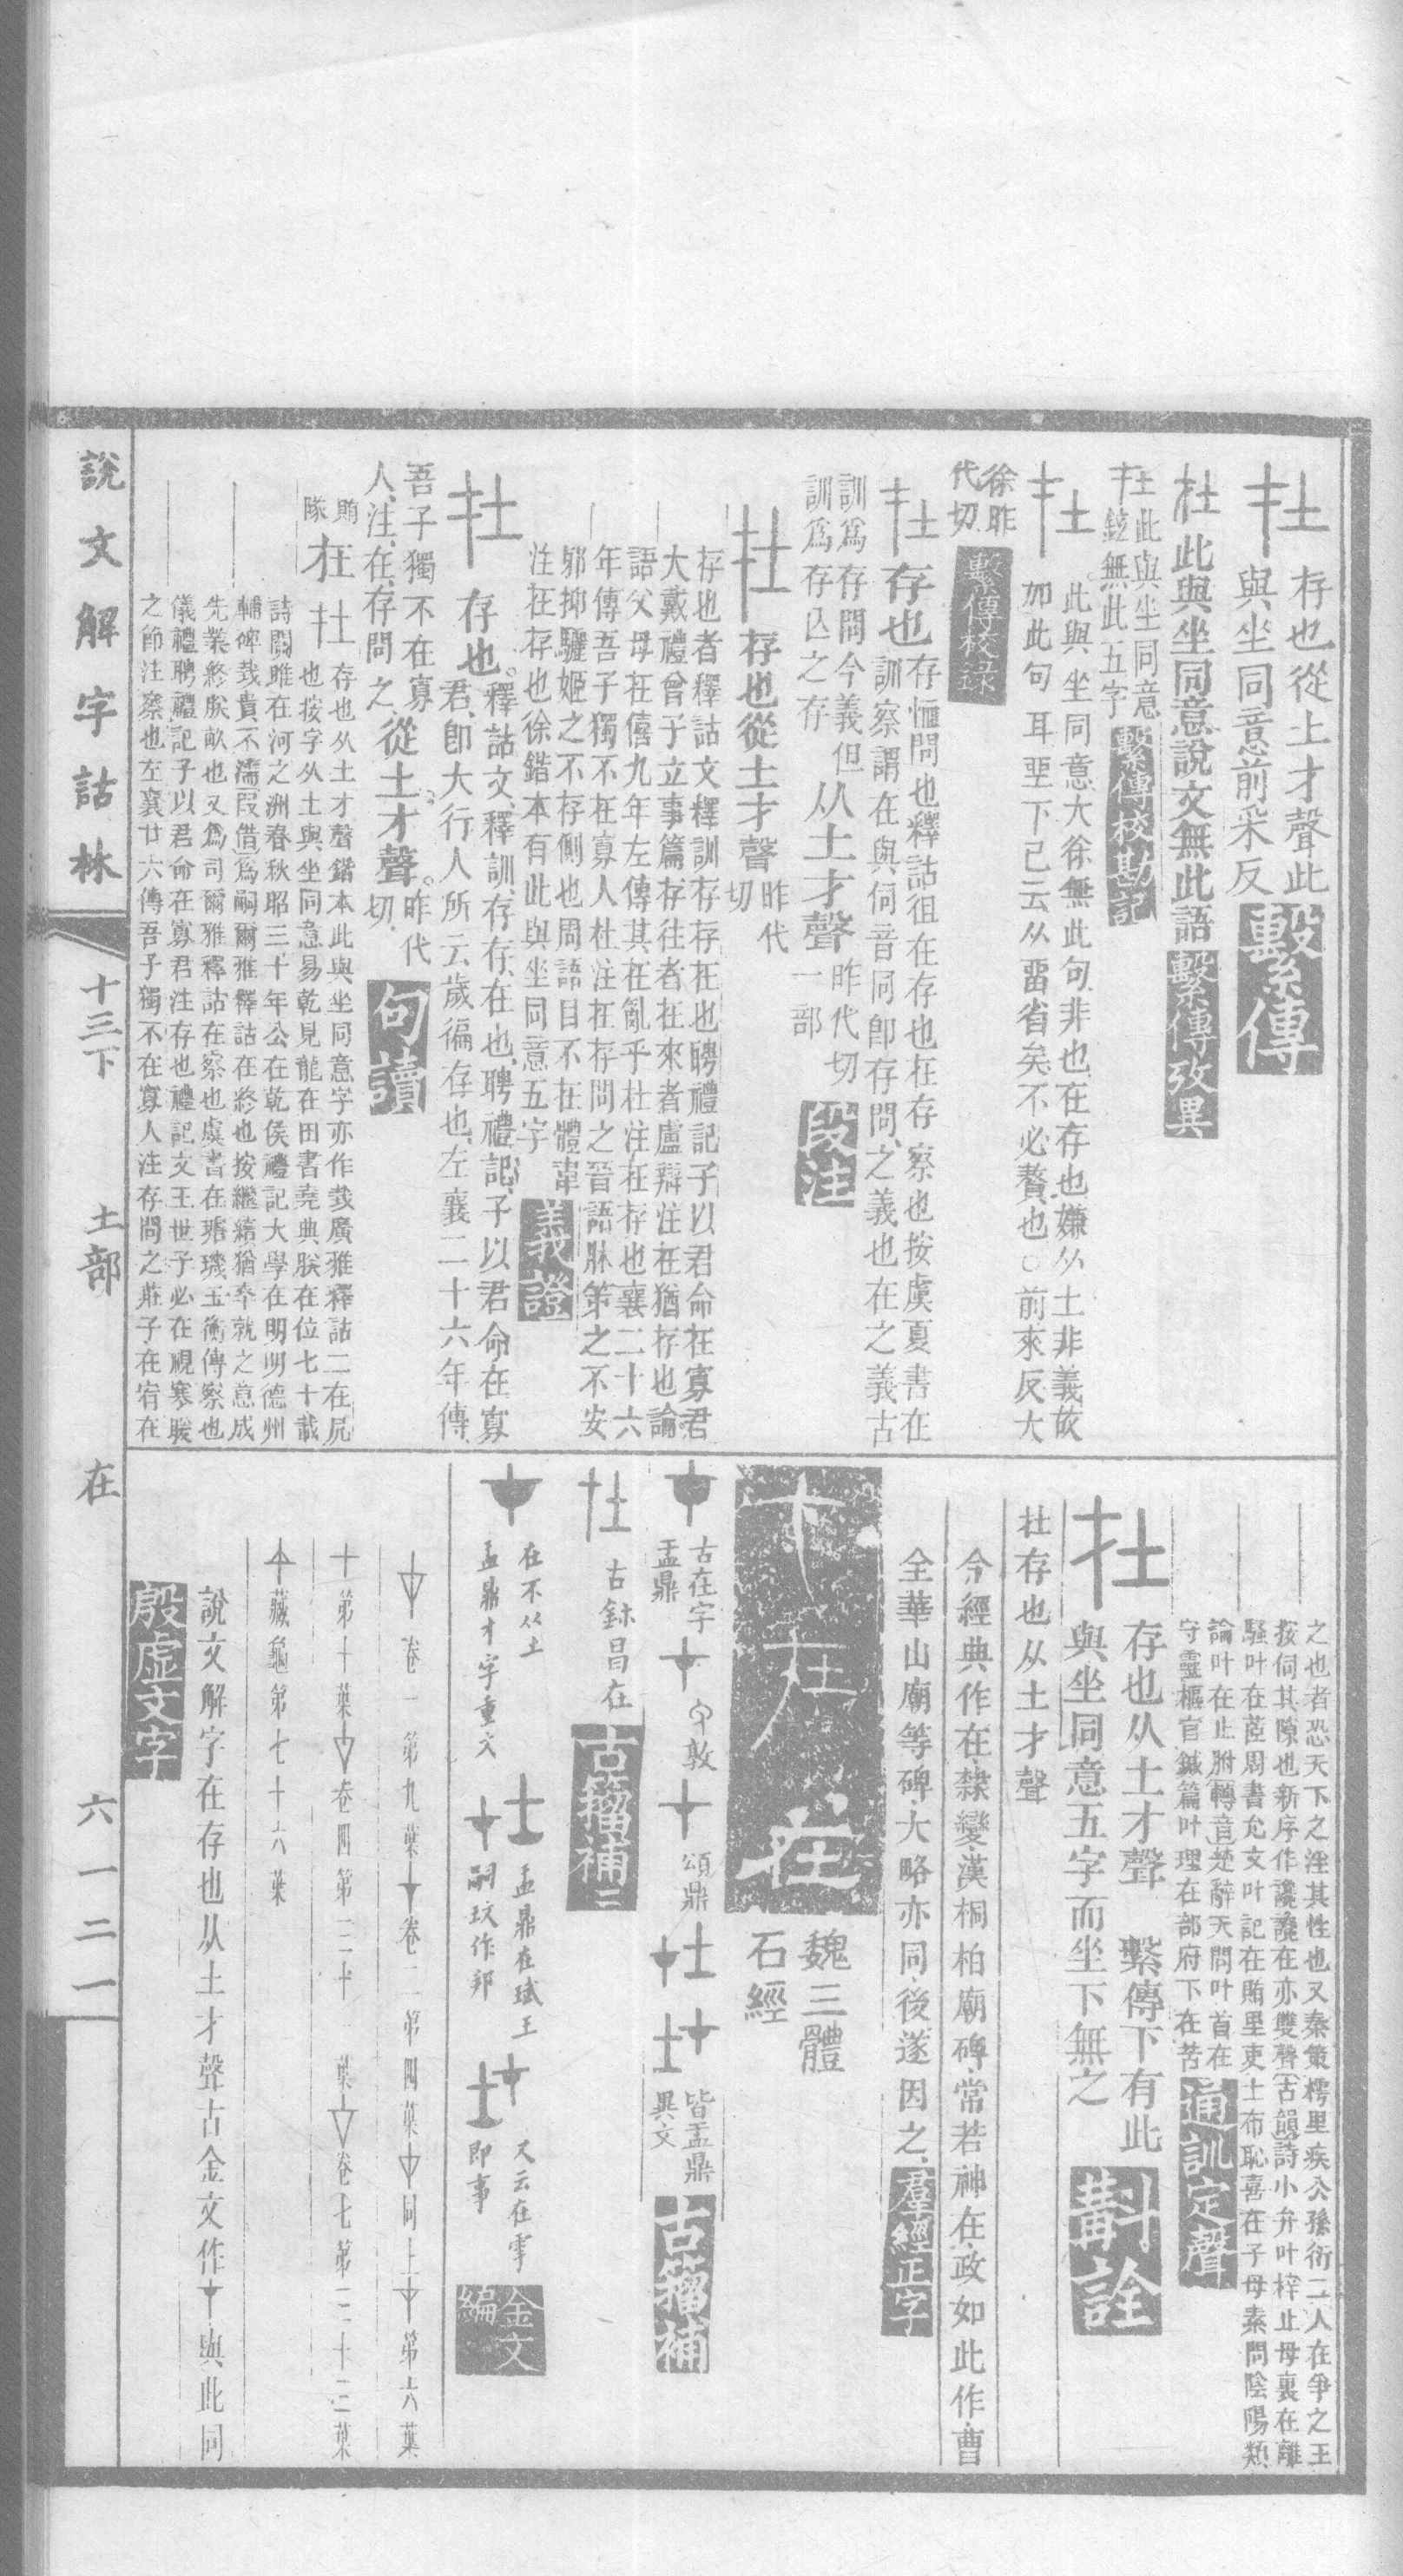 存也從土才聲此
與坐同意前采反
繫傳
此與坐同意說文無此語
繫傳攷異
此與坐同意
鉉無此五字
繫傳校勘記
此與坐同意大徐無此句非也在存也嫌从土非義故
加此句耳垔下已云从畱省矣不必贅也○前來反大
徐昨
代切
繫傳校錄
存也
存恤問也釋詁徂在存也在存察也按虞夏書在
訓察謂在與伺音同卽存問之義也在之義古
訓爲存問今義但
訓爲存亾之存
从土才聲
昨代切
一部
段注
存也從土才聲
昨代
切
存也者釋詁文釋訓存存在也聘禮記子以君命在寡君
大戴禮曾子立事篇存往者在來者盧辯注在猶存也論
語父母在僖九年左傳其在亂乎杜注在存也襄二十六
年傳吾子獨不在寡人杜注在存問之晉語牀笫之不安
邪抑驪姬之不存側也周語目不在體韋
注在存也徐鍇本有此與坐同意五字
義證
存也
釋詁文釋訓存存在也聘禮記子以君命在寡
君卽大行人所云歲徧存也左襄二十六年傳
吾子獨不在寡
人注在存問之
從土才聲
昨代
切
句讀
存也从土才聲鍇本此與坐同意字亦作㘽廣雅釋詁二在凥
也按字从土與坐同意易乾見龍在田書堯典朕在位七十載
詩關雎在河之洲春秋昭三十年公在乾侯禮記大學在明明德州
輔碑㘽貴不濡叚借爲嗣爾雅釋詁在終也按繼續猶奉就之意成
先業終朕畝也又爲司爾雅釋詁在察也虞書在璿璣玉衡傳察也
儀禮聘禮記子以君命在寡君注存也禮記文王世子必在視寒煖
之節注察也左襄廿六傳吾子獨不在寡人注存問之莊子在宥在
之也者恐天下之淫其性也又秦策樗里疾公孫衍二人在爭之王
按伺其隙也新序作讒讒在亦雙聲古韻詩小弁叶梓止母裏在離
騷叶在茝周書允文叶記在賄里吏士布恥喜在子母素問陰陽類
論叶在止胕轉音楚辭天問叶首在
守靈樞官鍼篇叶理在部府下在苦
通訓定聲
存也从土才聲繫傳下有此
與坐同意五字而坐下無之
斠詮
存也从土才聲
今經典作在隸變漢桐柏廟碑常若神在政如此作曹
全華山廟等碑大略亦同後遂因之
羣經正字
魏三體
石經
古在字
盂鼎
敦
頌鼎
皆盂鼎
異文
古籀補
古鉢昌在
古籀補二
在不从土
盂鼎才字重文
盂鼎在珷王
嗣玟作邦
又云在雩
卽事
金文
編
卷一第九葉
卷二第四葉
同上
第六葉
第十葉
卷四第二十一葉
卷七第二十二葉
藏龜第七十六葉
說文解字在存也从土才聲古金文作
與此同
殷虛文字
說文解字詁林
十三下
土部
在
六一二一